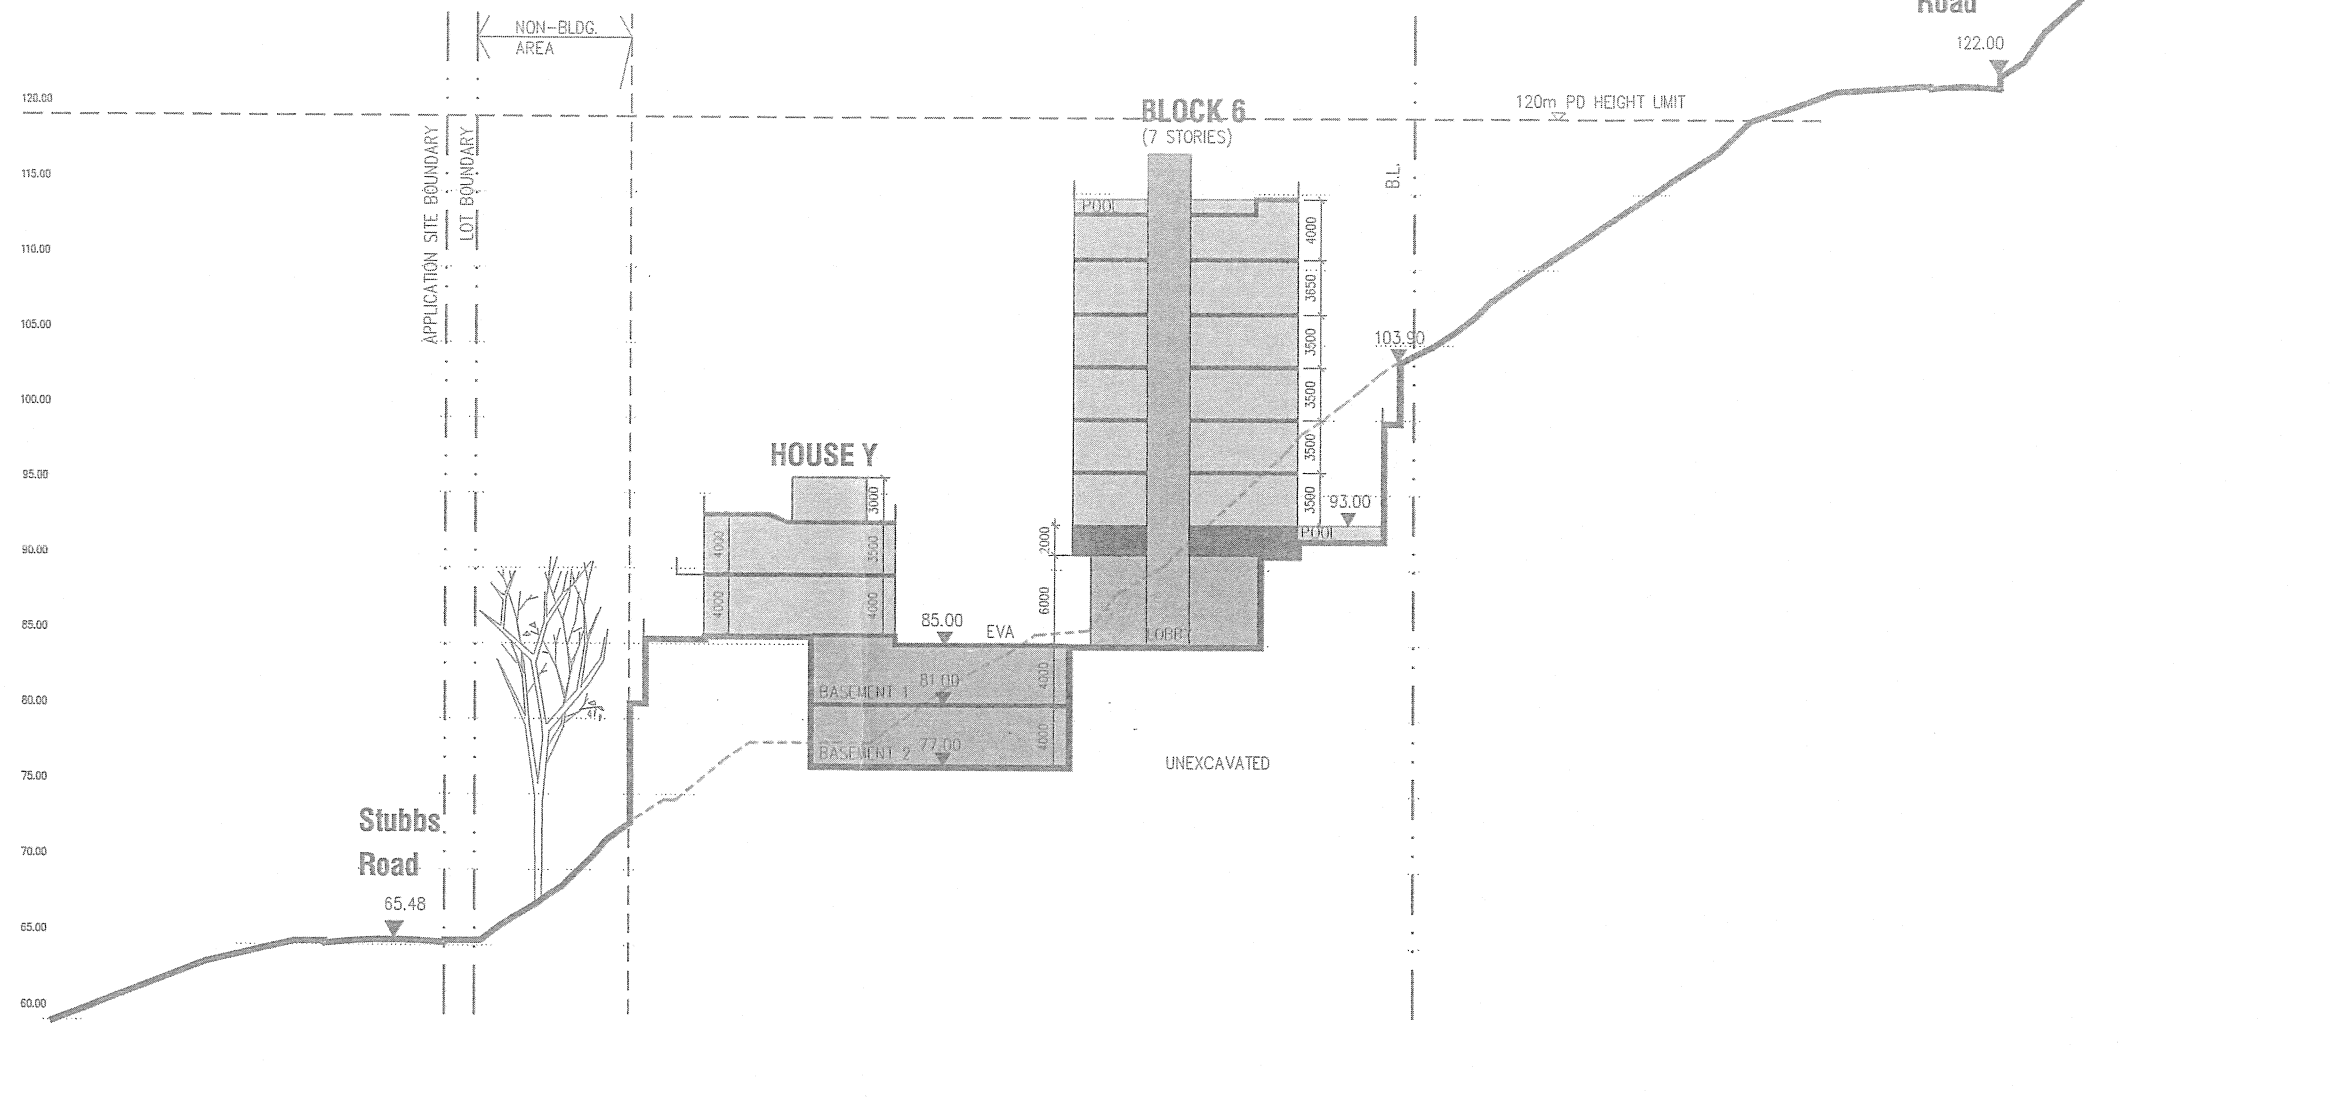 Road
122.00
NON-BLDG.
AREA
120.00
120m PD HEIGHT LIMIT
BLOCK 6
(7 STORIES)
APPLICATION SITE BOUNDARY
LOT BOUNDARY
B.L.
115.00
POOL
4000
110.00
3650
105.00
3500
103.90
3500
100.00
3500
HOUSE Y
95.00
3000
3500
93.00
POOL
2000
90.00
4000
3500
6000
4000
4000
85.00
85.00
EVA
LOBBY
4000
BASEMENT 1
81.00
80.00
4000
BASEMENT 2
77.00
UNEXCAVATED
75.00
Stubbs
Road
70.00
65.48
65.00
60.00